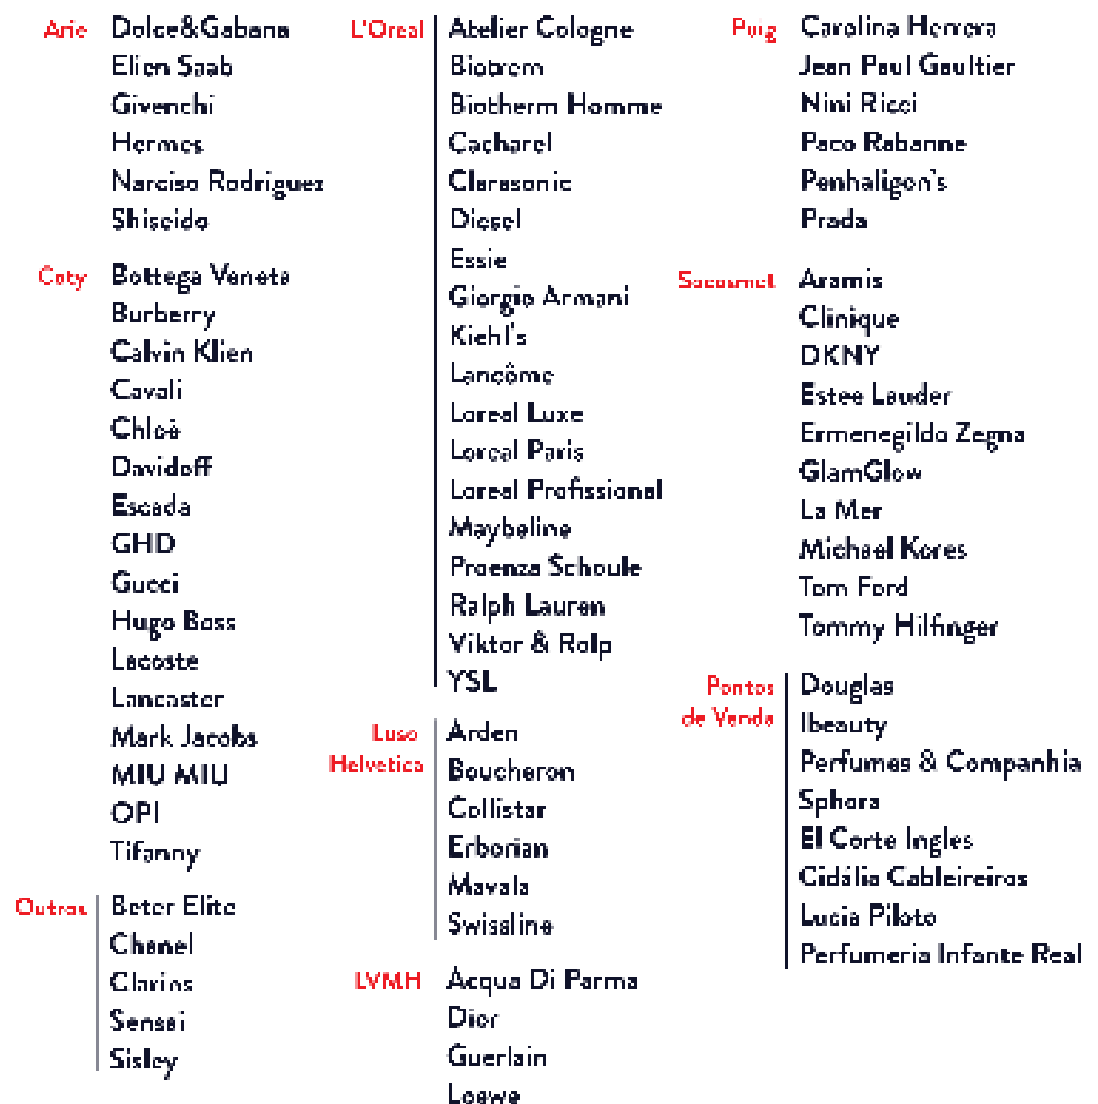 Arie
Dolce&Gabana
Elien Saab
Givenchi
Hermes
Narciso Rodriguez
Shiseido
Coty
Bottega Veneta
Burberry
Calvin Klien
Cavali
Chloè
Davidoff
Escada
GHD
Gucci
Hugo Boss
Lacoste
Lancaster
Mark Jacobs
MIU MIU
OPI
Tifanny
Outras
Beter Elite
Chanel
Clarins
Sensai
Sisley
L'Oreal
Atelier Cologne
Biotrem
Biotherm Homme
Cacharel
Clarasonic
Diesel
Essie
Giorgio Armani
Kiehl's
Lancôme
Loreal Luxe
Loreal Paris
Loreal Profissional
Maybeline
Proenza Schoule
Ralph Lauren
Viktor & Rolp
YSL
Luso
Helvetica
Arden
Boucheron
Collistar
Erborian
Mavala
Swissline
LVMH
Acqua Di Parma
Dior
Guerlain
Loewe
Puig
Carolina Herrera
Jean Paul Gaultier
Nini Ricci
Paco Rabanne
Penhaligon's
Prada
Sacosmet
Aramis
Clinique
DKNY
Estee Lauder
Ermenegildo Zegna
GlamGlow
La Mer
Michael Kores
Tom Ford
Tommy Hilfinger
Pontos
de Venda
Douglas
Ibeauty
Perfumes & Companhia
Sphora
El Corte Ingles
Cidália Cableireiros
Lucia Piloto
Perfumeria Infante Real